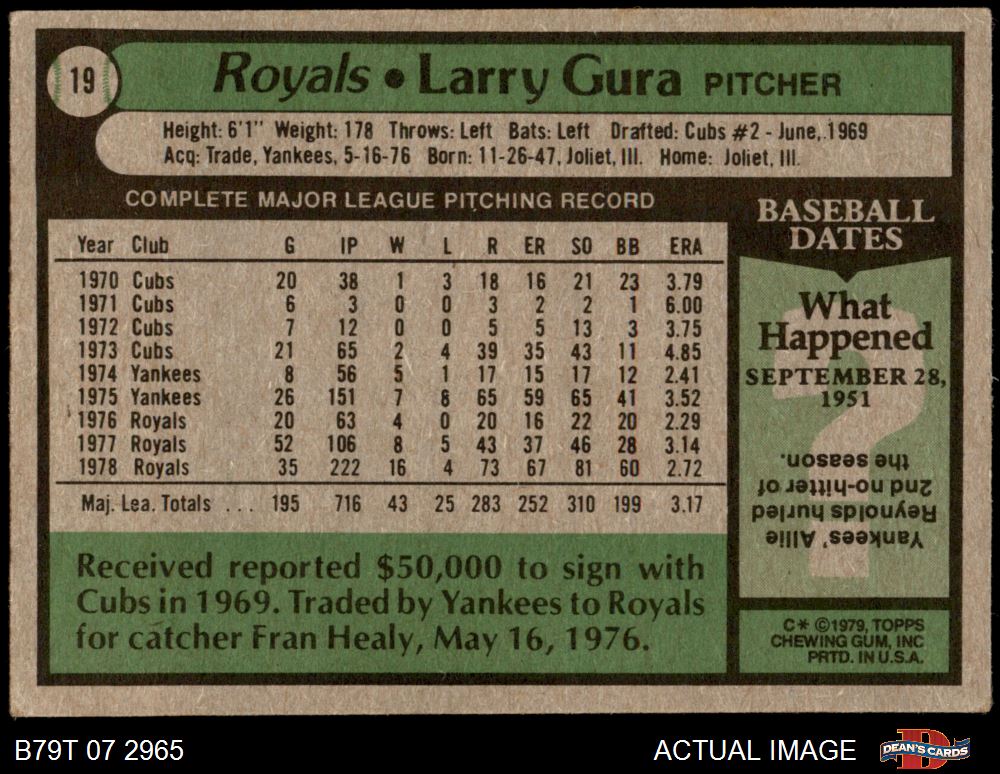 19
Royals • Larry Gura PITCHER
Height: 6'1" Weight: 178 Throws: Left Bats: Left Drafted: Cubs #2 - June, 1969
Acq: Trade, Yankees, 5-16-76 Born: 11-26-47, Joliet, Ill. Home: Joliet, Ill.
COMPLETE MAJOR LEAGUE PITCHING RECORD
Year Club G IP W L R ER SO BB ERA
1970 Cubs 20 38 1 3 18 16 21 23 3.79
1971 Cubs 6 3 0 0 3 2 2 1 6.00
1972 Cubs 7 12 0 0 5 5 13 3 3.75
1973 Cubs 21 65 2 4 39 35 43 11 4.85
1974 Yankees 8 56 5 1 17 15 17 12 2.41
1975 Yankees 26 151 7 8 65 59 65 41 3.52
1976 Royals 20 63 4 0 20 16 22 20 2.29
1977 Royals 52 106 8 5 43 37 46 28 3.14
1978 Royals 35 222 16 4 73 67 81 60 2.72
Maj. Lea. Totals ... 195 716 43 25 283 252 310 199 3.17
Received reported $50,000 to sign with
Cubs in 1969. Traded by Yankees to Royals
for catcher Fran Healy, May 16, 1976.
BASEBALL
DATES
What
Happened
SEPTEMBER 28,
1951
Yankees' Allie
Reynolds hurled
2nd no-hitter of
the season.
C* ©1979, TOPPS
CHEWING GUM, INC
PRTD. IN U.S.A.
B79T 07 2965
ACTUAL IMAGE
DEAN'S CARDS